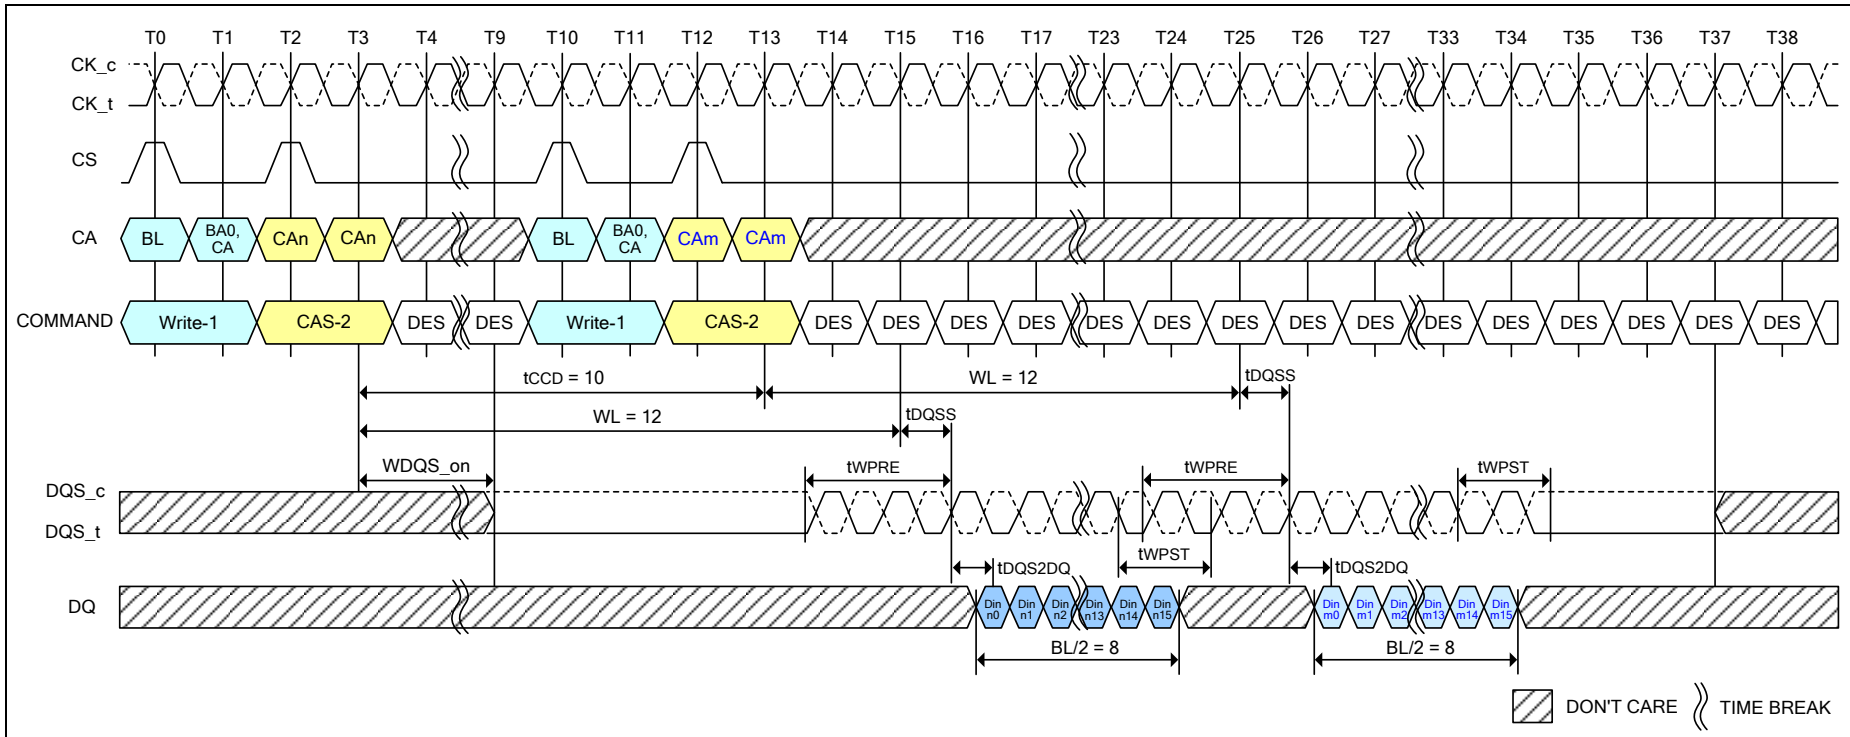 T0 T1 T2 T3 T4 T9 T10 T11 T12 T13 T14 T15 T16 T17 T23 T24 T25 T26 T27 T33 T34 T35 T36 T37 T38
CK_c
CK_t
CS
CA BL BA0, CA CAn CAn BL BA0, CA CAm CAm
COMMAND Write-1 CAS-2 DES DES Write-1 CAS-2 DES DES DES DES DES DES DES DES DES DES DES DES DES DES DES
tCCD = 10 WL = 12 tDQSS
WL = 12 tDQSS
WDQS_on tWPRE tWPRE tWPST
DQS_c
DQS_t
tWPST
tDQS2DQ tDQS2DQ
DQ Din n0 Din n1 Din n2 Din n13 Din n14 Din n15 Din m0 Din m1 Din m2 Din m13 Din m14 Din m15
BL/2 = 8 BL/2 = 8
DON'T CARE TIME BREAK